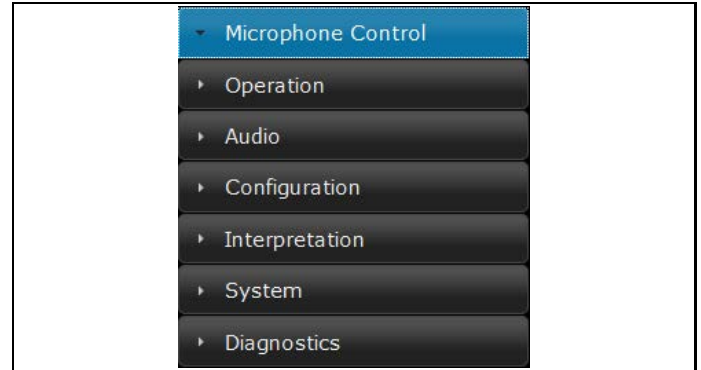 Microphone Control
Operation
Audio
Configuration
Interpretation
System
Diagnostics